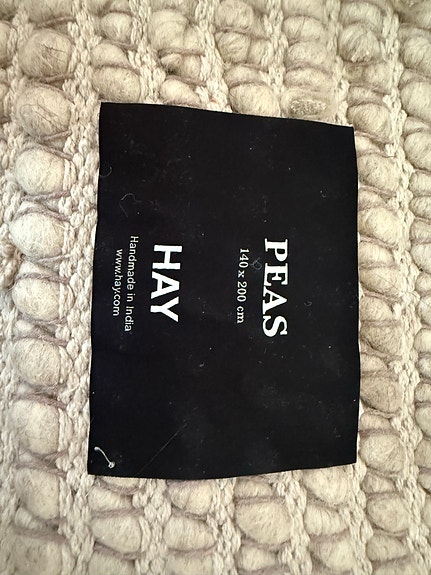 PEAS
140 x 200 cm
HAY
Handmade in India
www.hay.com